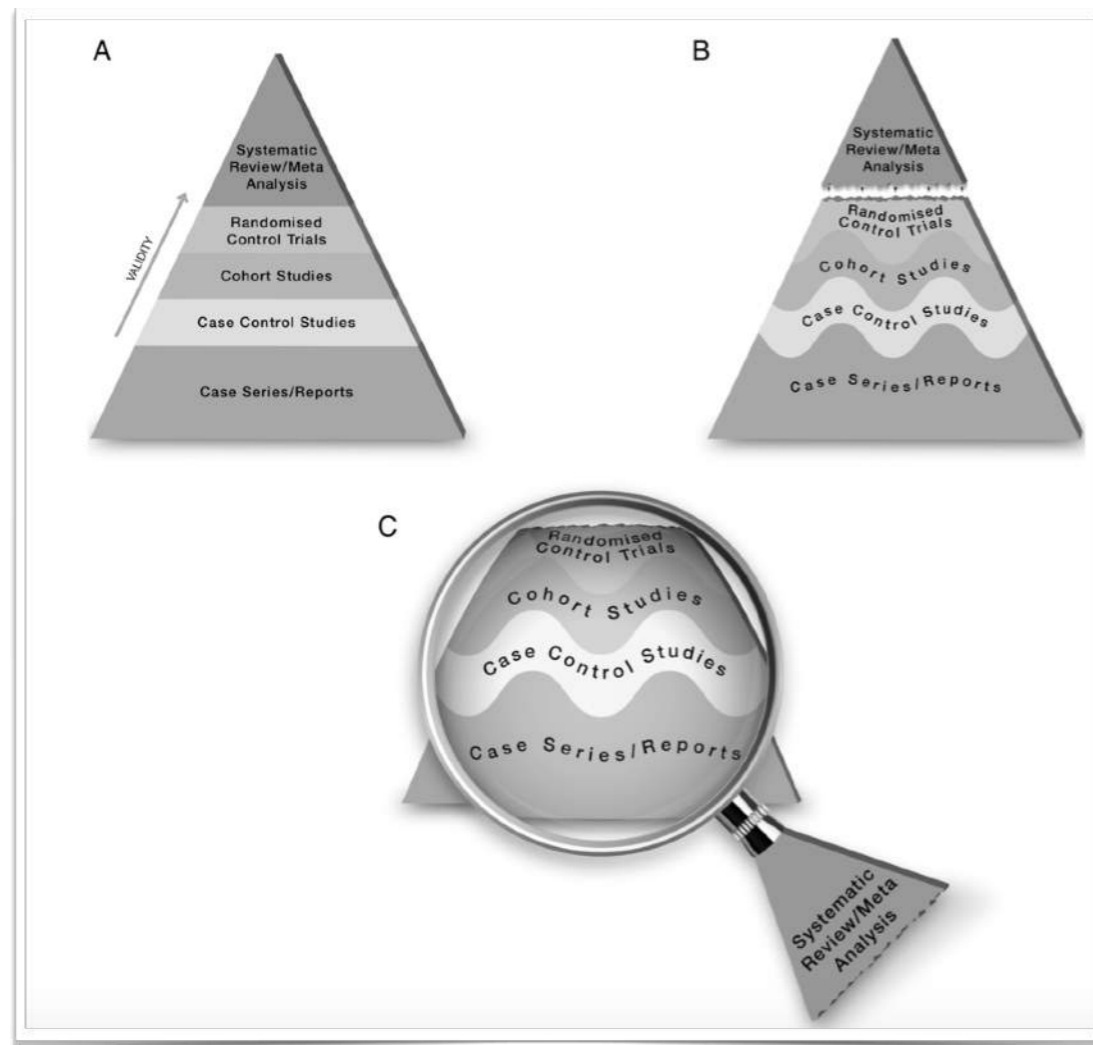 A
Systematic
Review/Meta
Analysis
Randomised
Control Trials
Cohort Studies
Case Control Studies
Case Series/Reports
VALIDITY
B
Systematic
Review/Meta
Analysis
Randomised
Control Trials
Cohort Studies
Case Control Studies
Case Series/Reports
C
Randomised
Control Trials
Cohort Studies
Case Control Studies
Case Series/Reports
Systematic
Review/Meta
Analysis